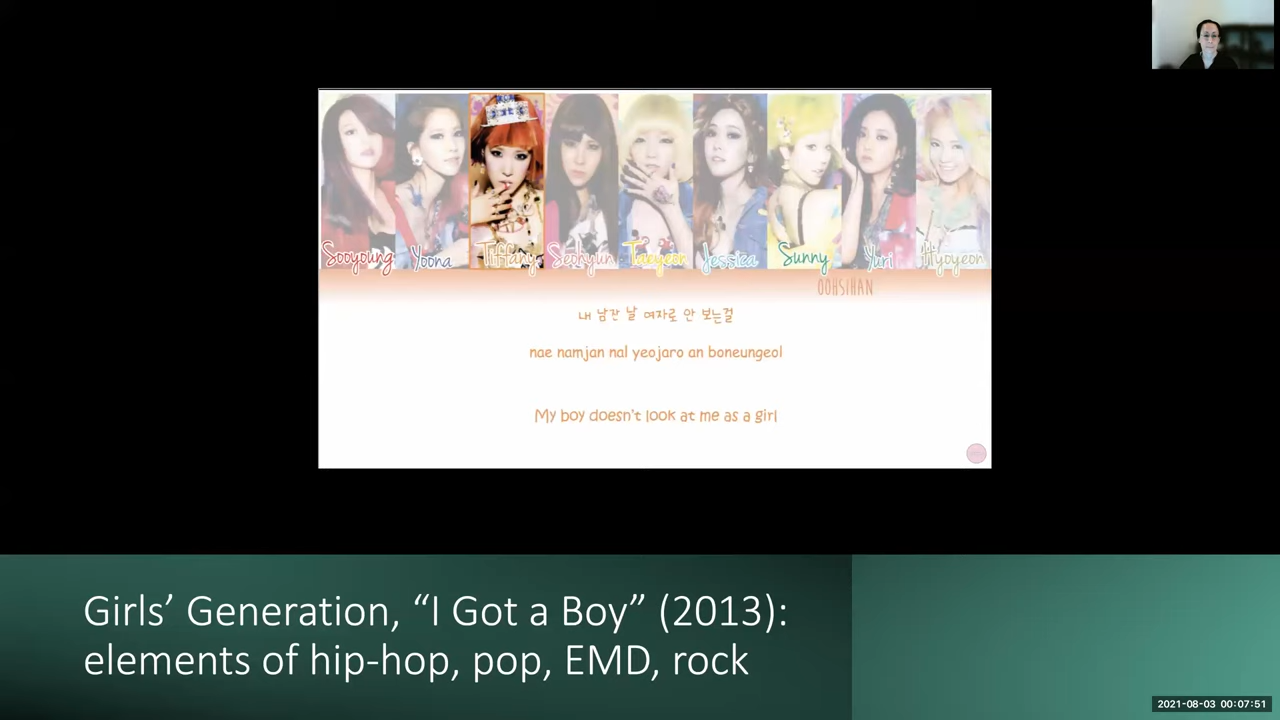 Sooyoung Yoona Tiffany Seohyun Taeyeon Jessica Sunny Yuri Hyoyeon
OOHSIHAN
내 남잔 날 여자로 안 보는걸
nae namjan nal yeojaro an boneungeol
My boy doesn't look at me as a girl
Girls’ Generation, “I Got a Boy” (2013):
elements of hip-hop, pop, EMD, rock
2021-08-03 00:07:51